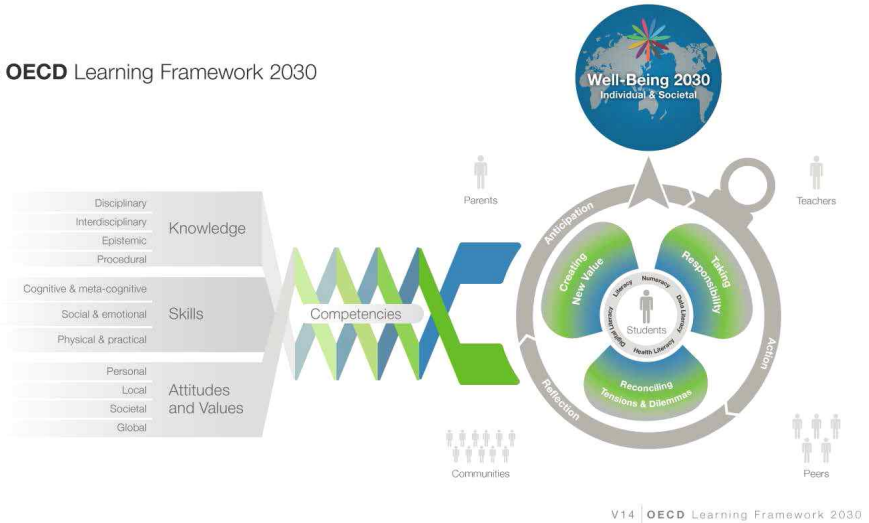 OECD Learning Framework 2030
Well-Being 2030
Individual & Societal
Parents
Teachers
Disciplinary
Interdisciplinary
Epistemic
Procedural
Knowledge
Cognitive & meta-cognitive
Social & emotional
Physical & practical
Skills
Personal
Local
Societal
Global
Attitudes
and Values
Competencies
Anticipation
Action
Reflection
Creating
New Value
Taking
Responsibility
Reconciling
Tensions & Dilemmas
Literacy
Numeracy
Data Literacy
Health Literacy
Digital Literacy
Students
Communities
Peers
V14 OECD Learning Framework 2030